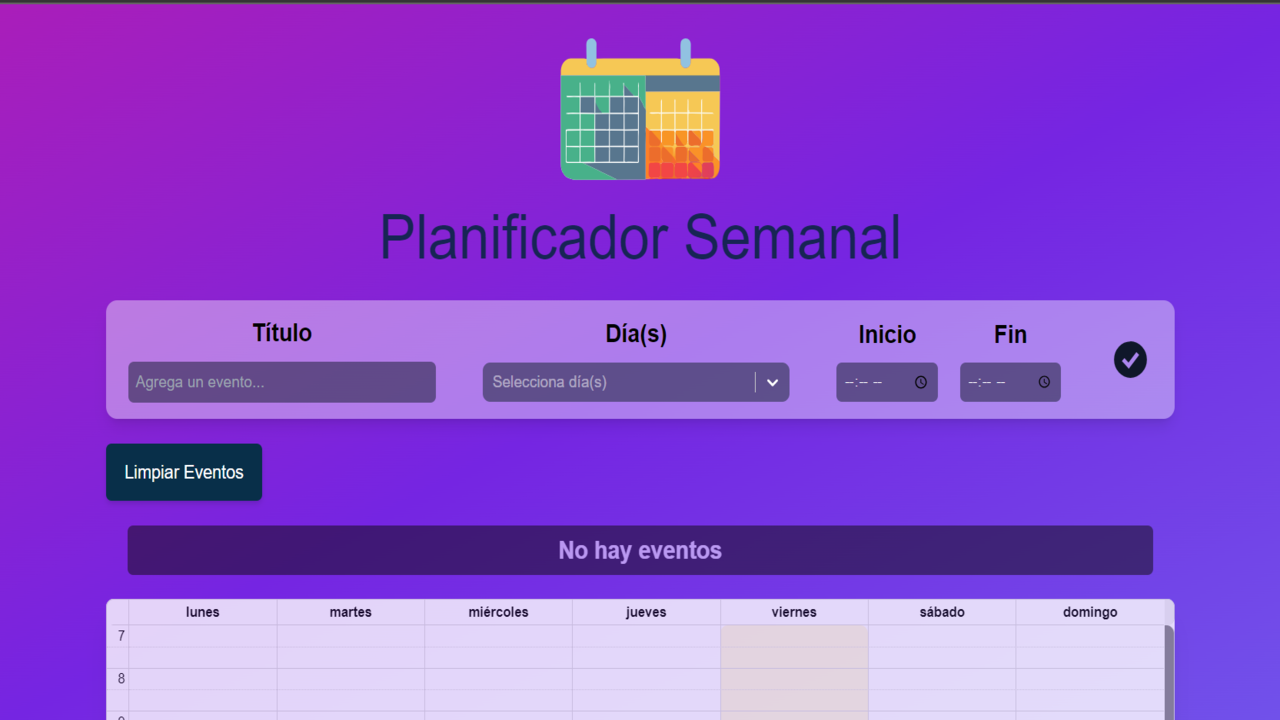 Planificador Semanal
Título Día(s) Inicio Fin
Agrega un evento... Selecciona día(s) --:-- -- --:-- --
Limpiar Eventos
No hay eventos
lunes martes miércoles jueves viernes sábado domingo
7
8